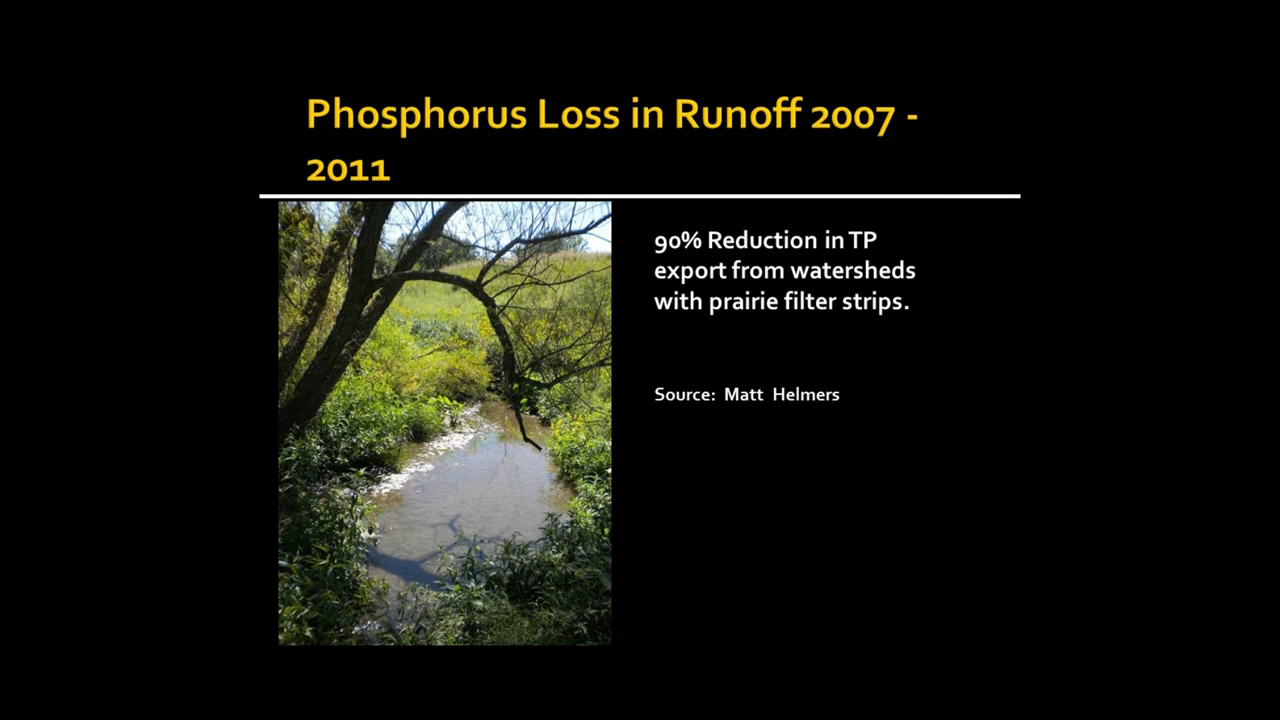 Phosphorus Loss in Runoff 2007 -
2011
90% Reduction in TP
export from watersheds
with prairie filter strips.
Source: Matt Helmers